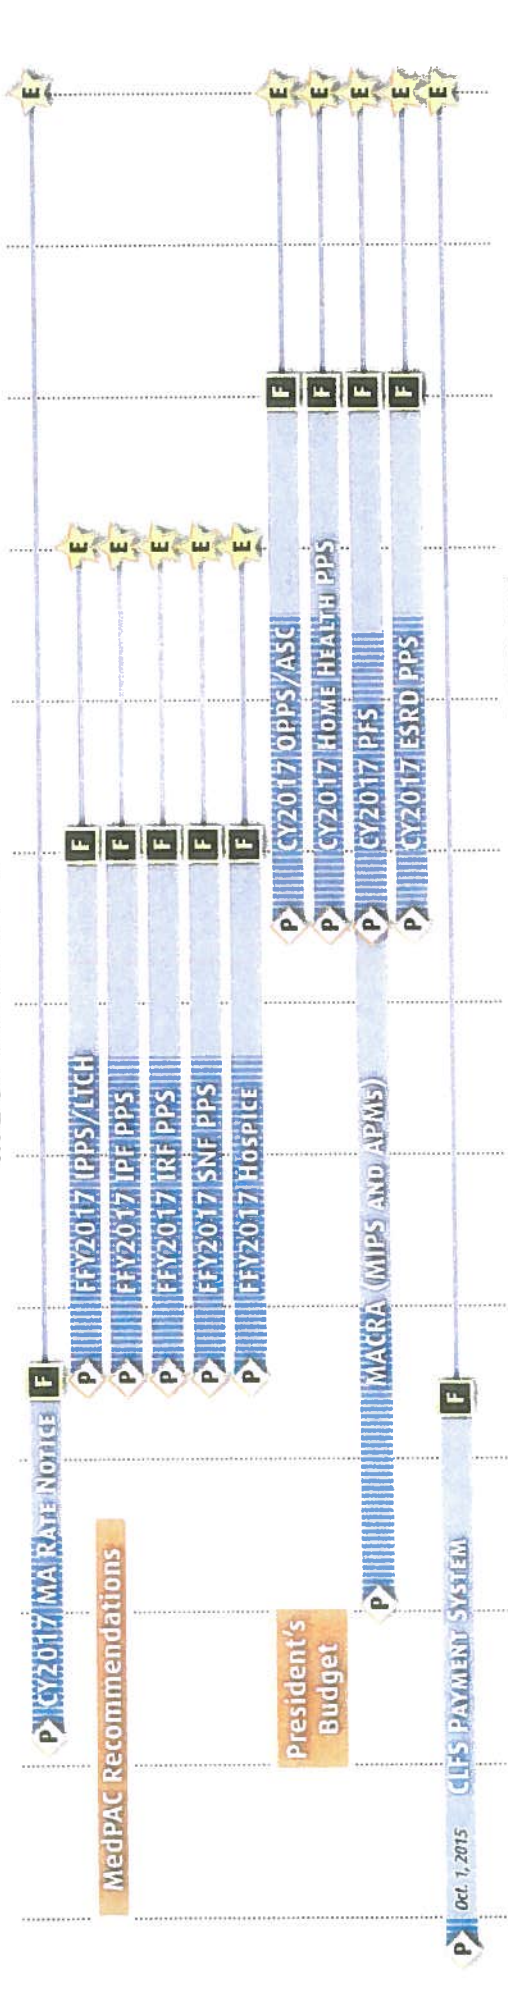 P CY2017 MA RATE NOTICE F E
MedPAC Recommendations
P FFY2017 IPPS/LTCH F E
P FFY2017 IPF PPS F E
P FFY2017 IRF PPS F E
P FFY2017 SNF PPS F E
P FFY2017 HOSPICE F E
President's
Budget
P CY2017 OPPS/ASC F E
P CY2017 HOME HEALTH PPS F E
P MACRA (MIPS AND APMs) P CY2017 PFS F E
P CY2017 ESRD PPS F E
P Oct. 1, 2015 CLFS PAYMENT SYSTEM F E